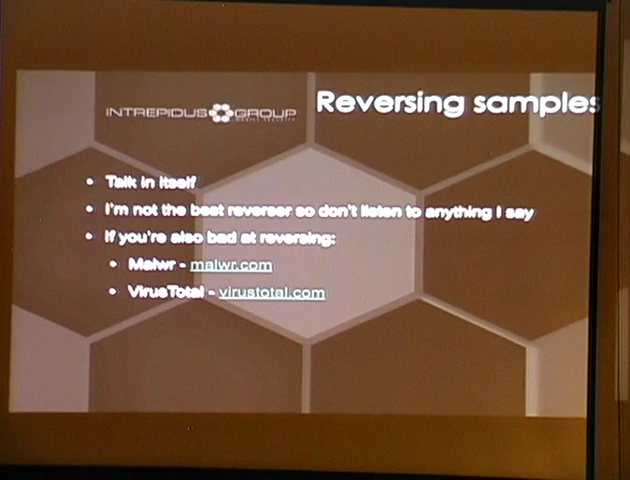 INTREPIDUS GROUP
Reversing samples
• Talk in itself
• I'm not the best reverser so don't listen to anything I say
• If you're also bad at reversing:
• Malwr - malwr.com
• VirusTotal - virustotal.com